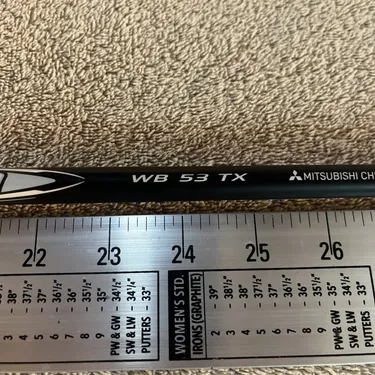 WB 53 TX MITSUBISHI CH
22 23 24 25 26
3 38"
4 37½"
5 37"
6 36½"
7 36"
8 36"
9 35½"
PW & GW 34½"
SW & LW 34¼"
PUTTERS 33"
WOMEN'S STD.
IRONS (GRAPHITE)
2 39"
3 38½"
4 38"
5 37½"
6 37"
7 36½"
8 36"
9 35½"
PW & GW 35"
SW & LW 34½"
PUTTERS 33"